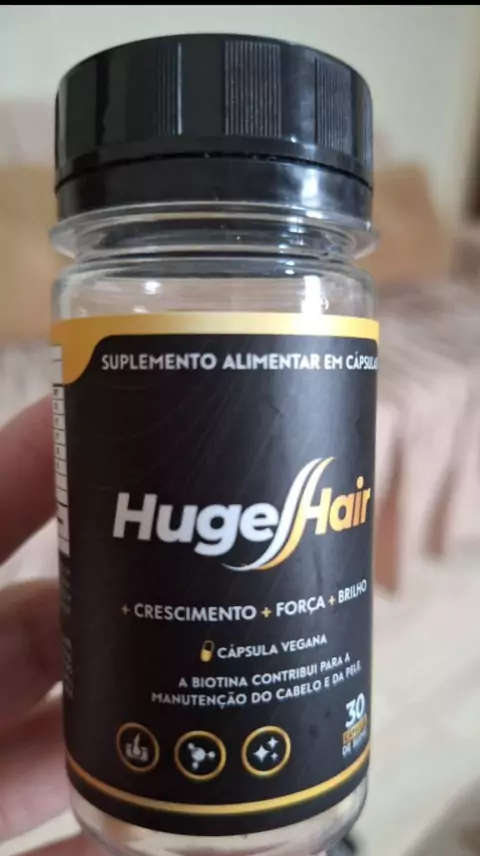 SUPLEMENTO ALIMENTAR EM CÁPSULA
HugeHair
+ CRESCIMENTO + FORÇA + BRILHO
CÁPSULA VEGANA
A BIOTINA CONTRIBUI PARA A
MANUTENÇÃO DO CABELO E DA PELE.
30
DE